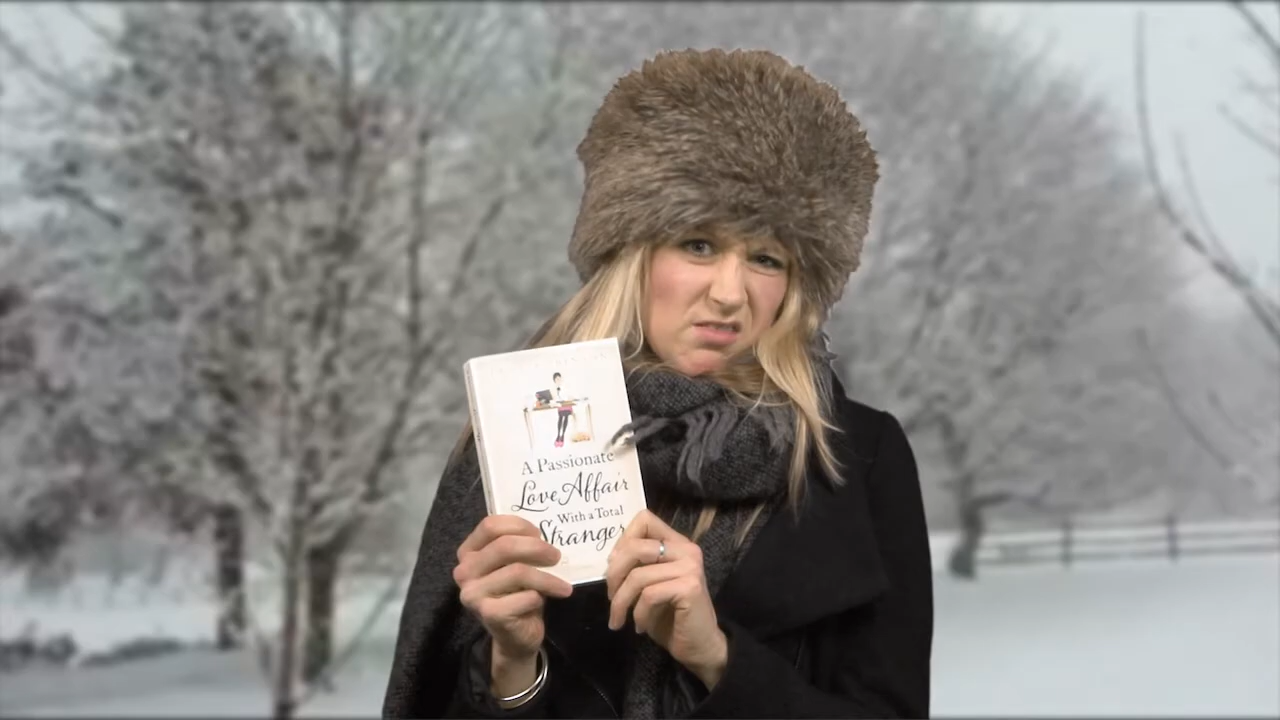 A Passionate
Love Affair
With a Total
Stranger